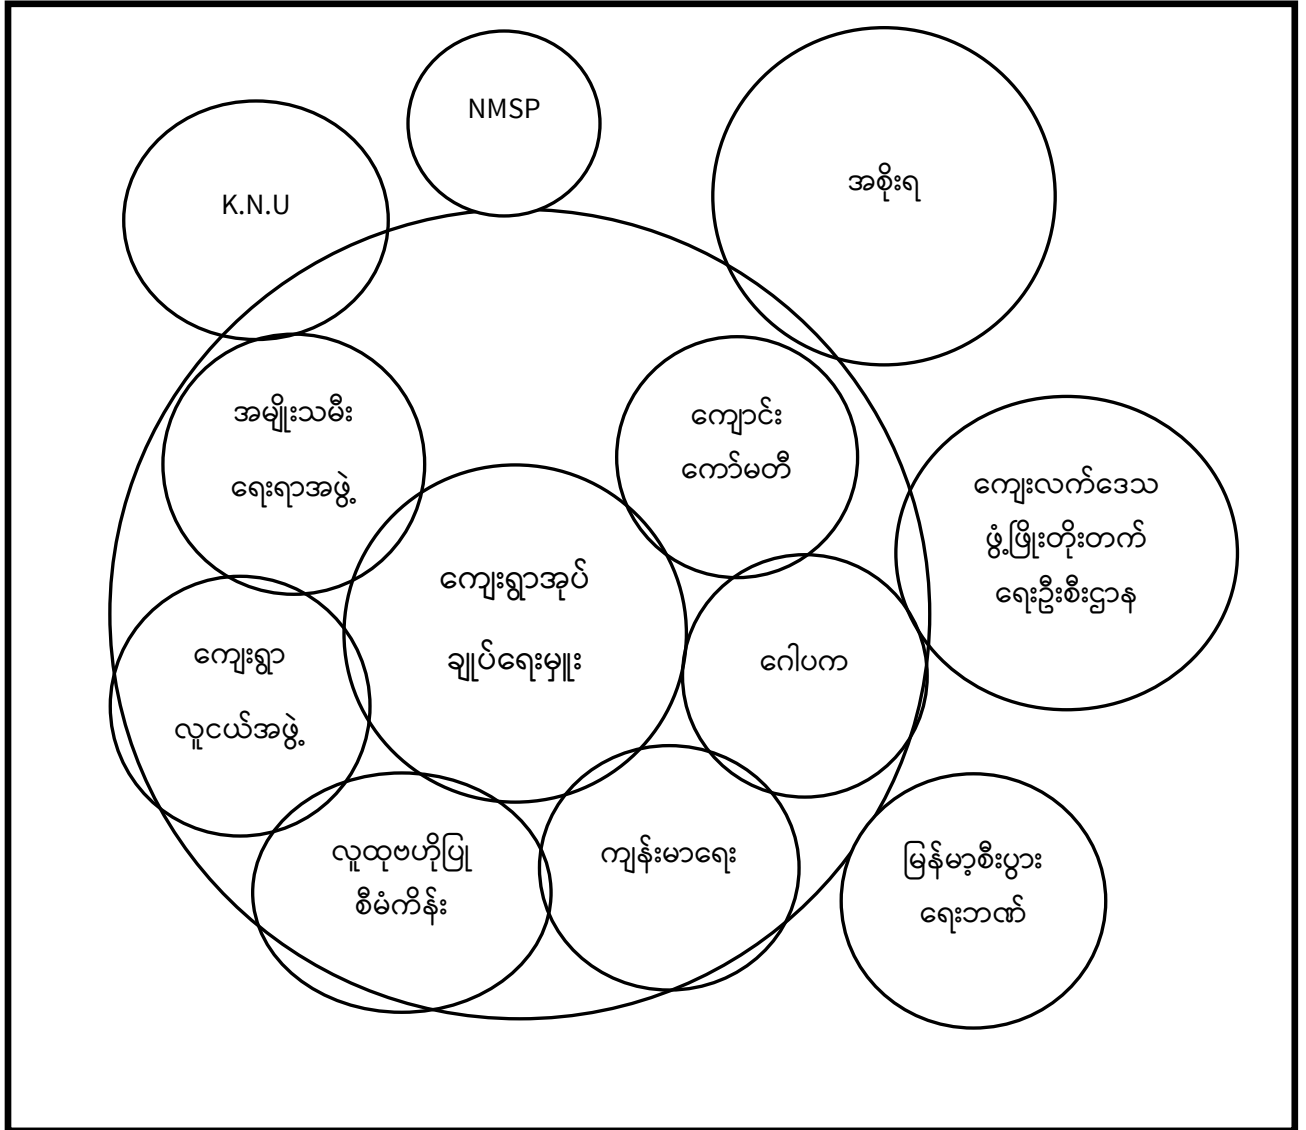 NMSP
K.N.U
အစိုးရ
အမျိုးသမီး
ရေးရာအဖွဲ့
ကျောင်း
ကော်မတီ
ကျေးလက်ဒေသ
ဖွံ့ဖြိုးတိုးတက်
ရေးဦးစီးဌာန
ကျေးရွာအုပ်
ချုပ်ရေးမှူး
ကျေးရွာ
လူငယ်အဖွဲ့
ဂေါပက
လူထုဗဟိုပြု
စီမံကိန်း
ကျန်းမာရေး
မြန်မာ့စီးပွား
ရေးဘဏ်